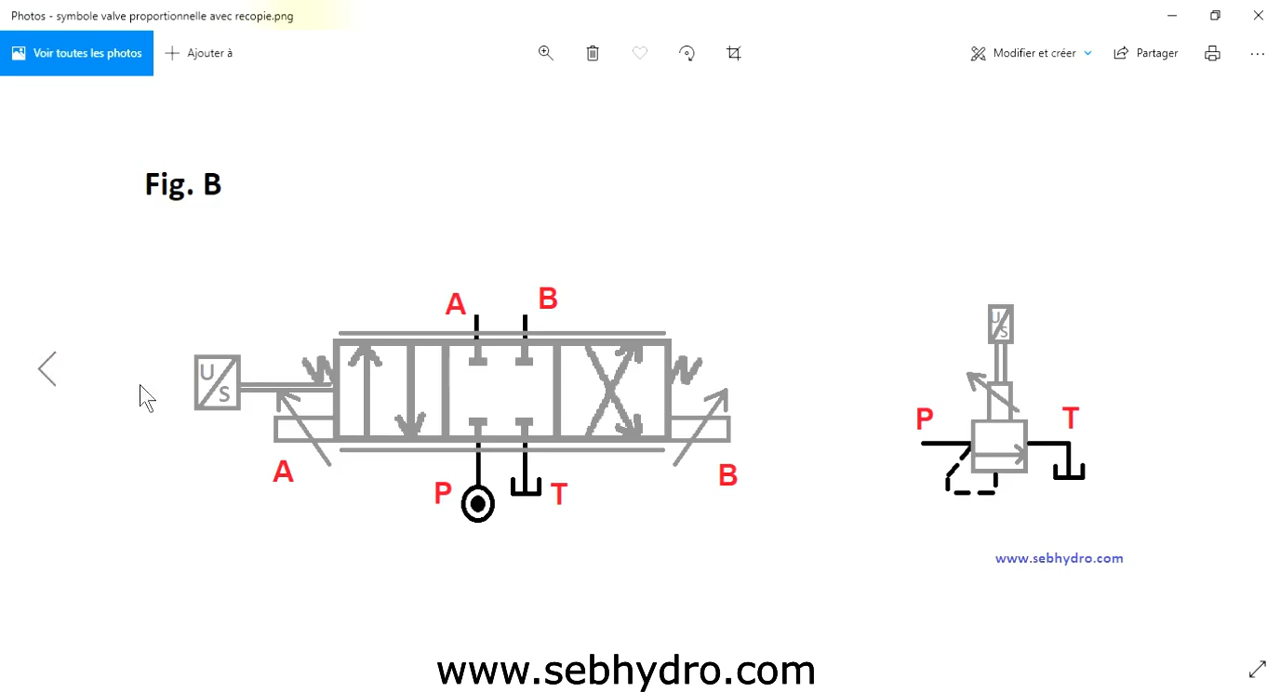 Photos - symbole valve proportionnelle avec recopie.png
Voir toutes les photos
Ajouter à
Modifier et créer
Partager
Fig. B
A
B
U
S
A
P
T
B
U
S
P
T
www.sebhydro.com
www.sebhydro.com